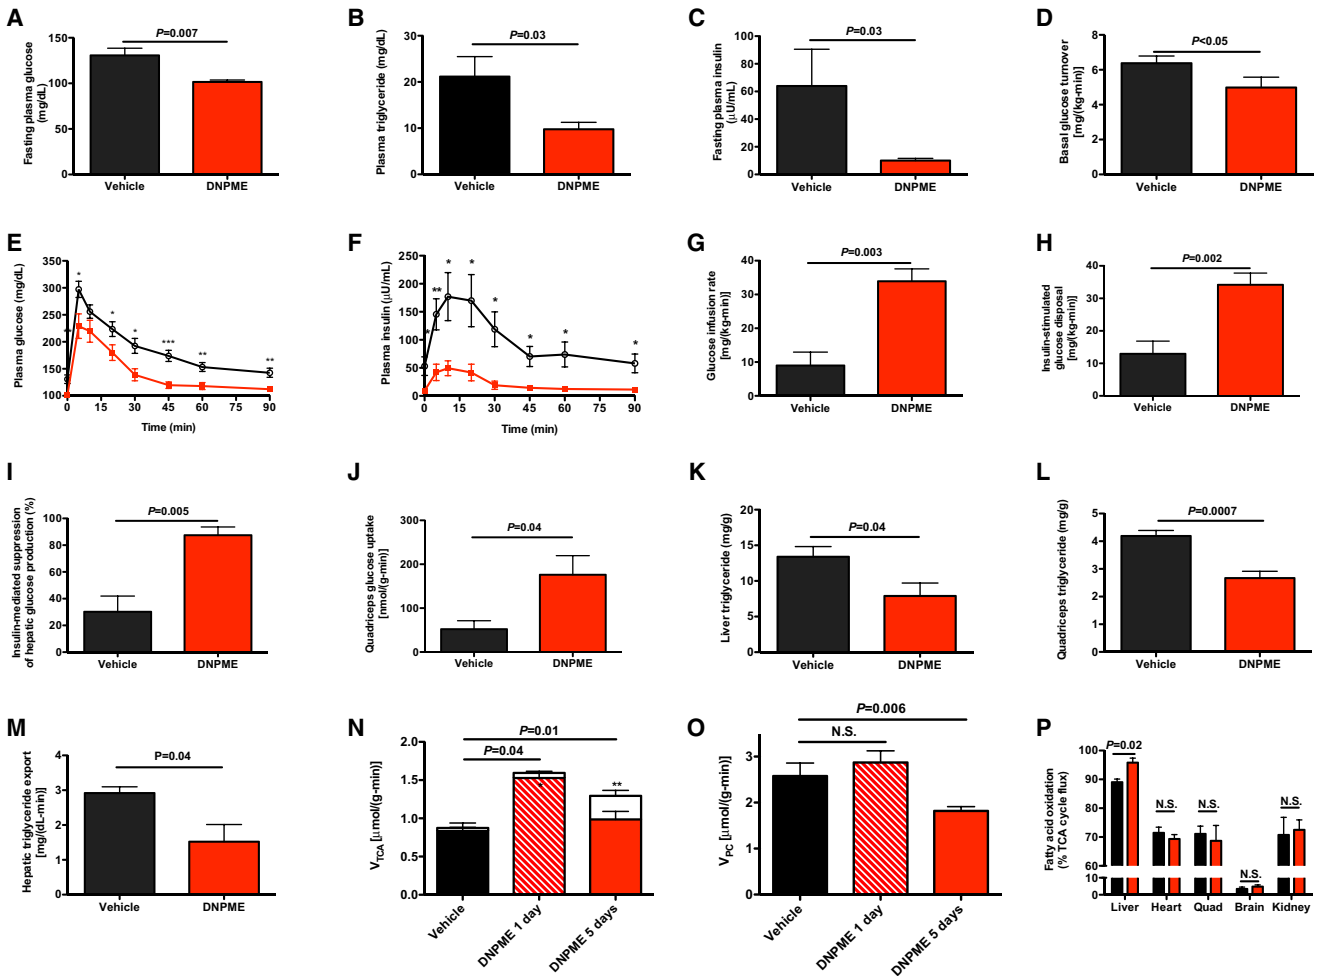 A
B
C
D
P=0.007
P=0.03
P=0.03
P<0.05
Fasting plasma glucose
(mg/dL)
150
100
50
0
Vehicle
DNPME
Plasma triglyceride (mg/dL)
30
20
10
0
Vehicle
DNPME
Fasting plasma insulin
(μU/mL)
100
80
60
40
20
0
Vehicle
DNPME
Basal glucose turnover
[mg/(kg-min)]
8
6
4
2
0
Vehicle
DNPME
E
F
G
H
Plasma glucose (mg/dL)
350
300
250
200
150
100
* * * * *** ** **
0 15 30 45 60 75 90
Time (min)
Plasma insulin (μU/mL)
250
200
150
100
50
0
* ** * * * * * *
0 15 30 45 60 75 90
Time (min)
P=0.003
Glucose infusion rate
[mg/(kg-min)]
40
30
20
10
0
Vehicle
DNPME
P=0.002
Insulin-stimulated
glucose disposal
[mg/(kg-min)]
40
30
20
10
0
Vehicle
DNPME
I
J
K
L
P=0.005
Insulin-mediated suppression
of hepatic glucose production (%)
100
80
60
40
20
0
Vehicle
DNPME
P=0.04
Quadriceps glucose uptake
[nmol/(g-min)]
300
200
100
0
Vehicle
DNPME
P=0.04
Liver triglyceride (mg/g)
20
15
10
5
0
Vehicle
DNPME
P=0.0007
Quadriceps triglyceride (mg/g)
5
4
3
2
1
0
Vehicle
DNPME
M
N
O
P
P=0.04
Hepatic triglyceride export
[mg/(dL-min)]
4
3
2
1
0
Vehicle
DNPME
P=0.01
P=0.04
V_TCA [μmol/(g-min)]
2.0
1.5
1.0
0.5
0.0
*
**
Vehicle
DNPME 1 day
DNPME 5 days
P=0.006
N.S.
V_PC [μmol/(g-min)]
3
2
1
0
Vehicle
DNPME 1 day
DNPME 5 days
P=0.02
N.S.
N.S.
N.S.
N.S.
Fatty acid oxidation
(% TCA cycle flux)
100
90
80
70
60
10
0
Liver
Heart
Quad
Brain
Kidney